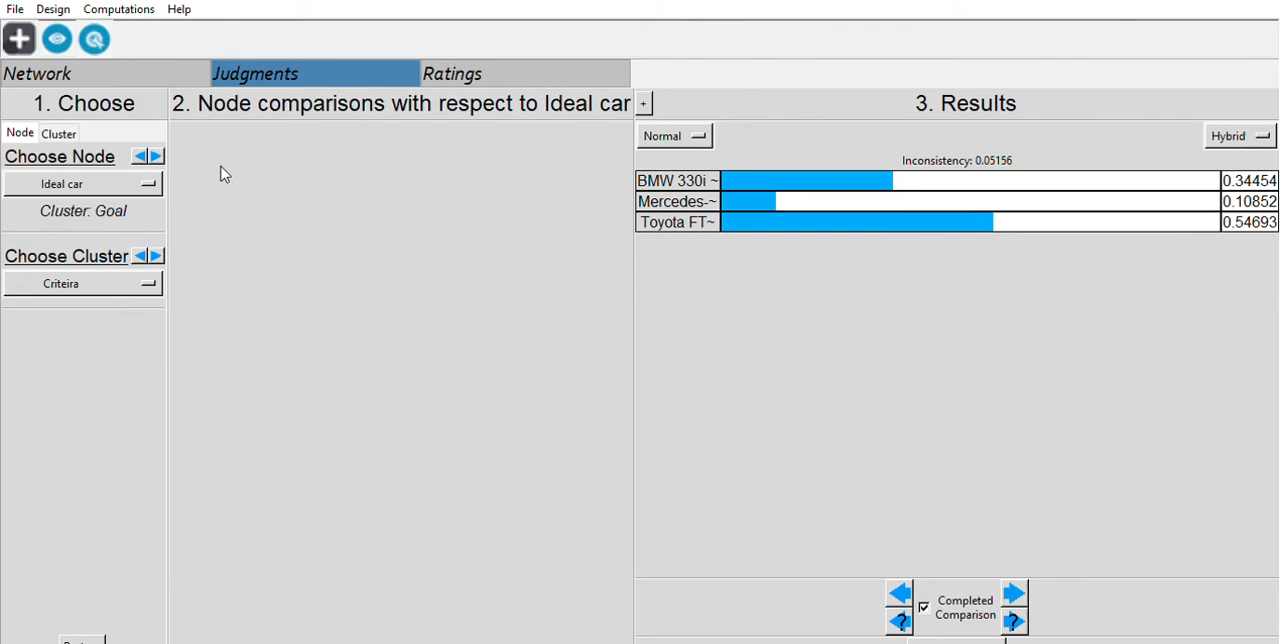 File Design Computations Help
Network Judgments Ratings
1. Choose
2. Node comparisons with respect to Ideal car
+
3. Results
Node Cluster
Choose Node
Ideal car
Cluster: Goal
Choose Cluster
Criteira
Normal
Hybrid
Inconsistency: 0.05156
BMW 330i ~ 0.34454
Mercedes-~ 0.10852
Toyota FT~ 0.54693
Completed
Comparison
? ?